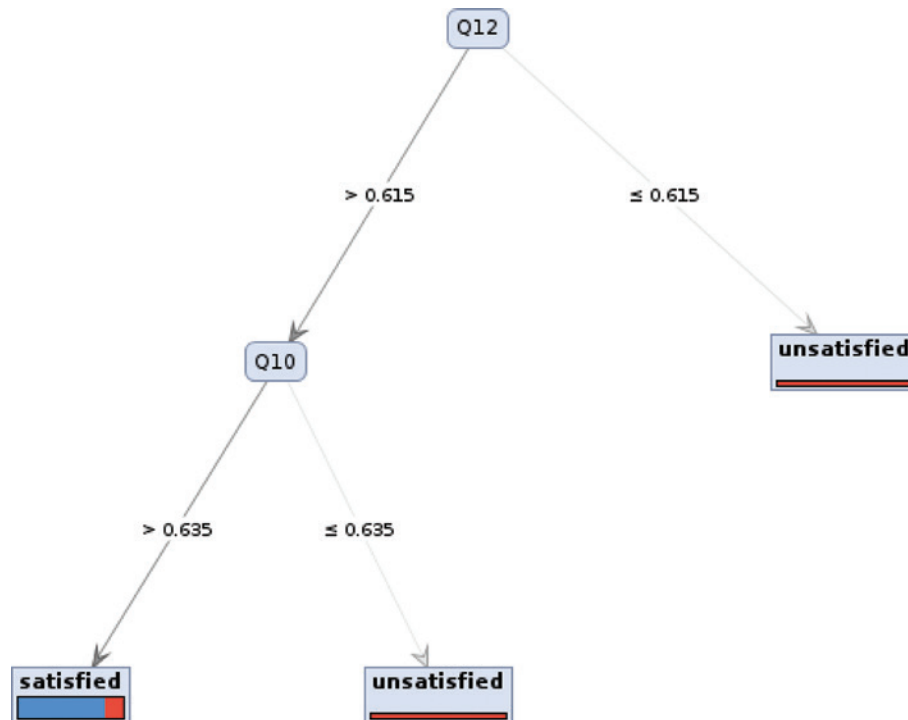 Q12
> 0.615
≤ 0.615
Q10
unsatisfied
> 0.635
≤ 0.635
satisfied
unsatisfied